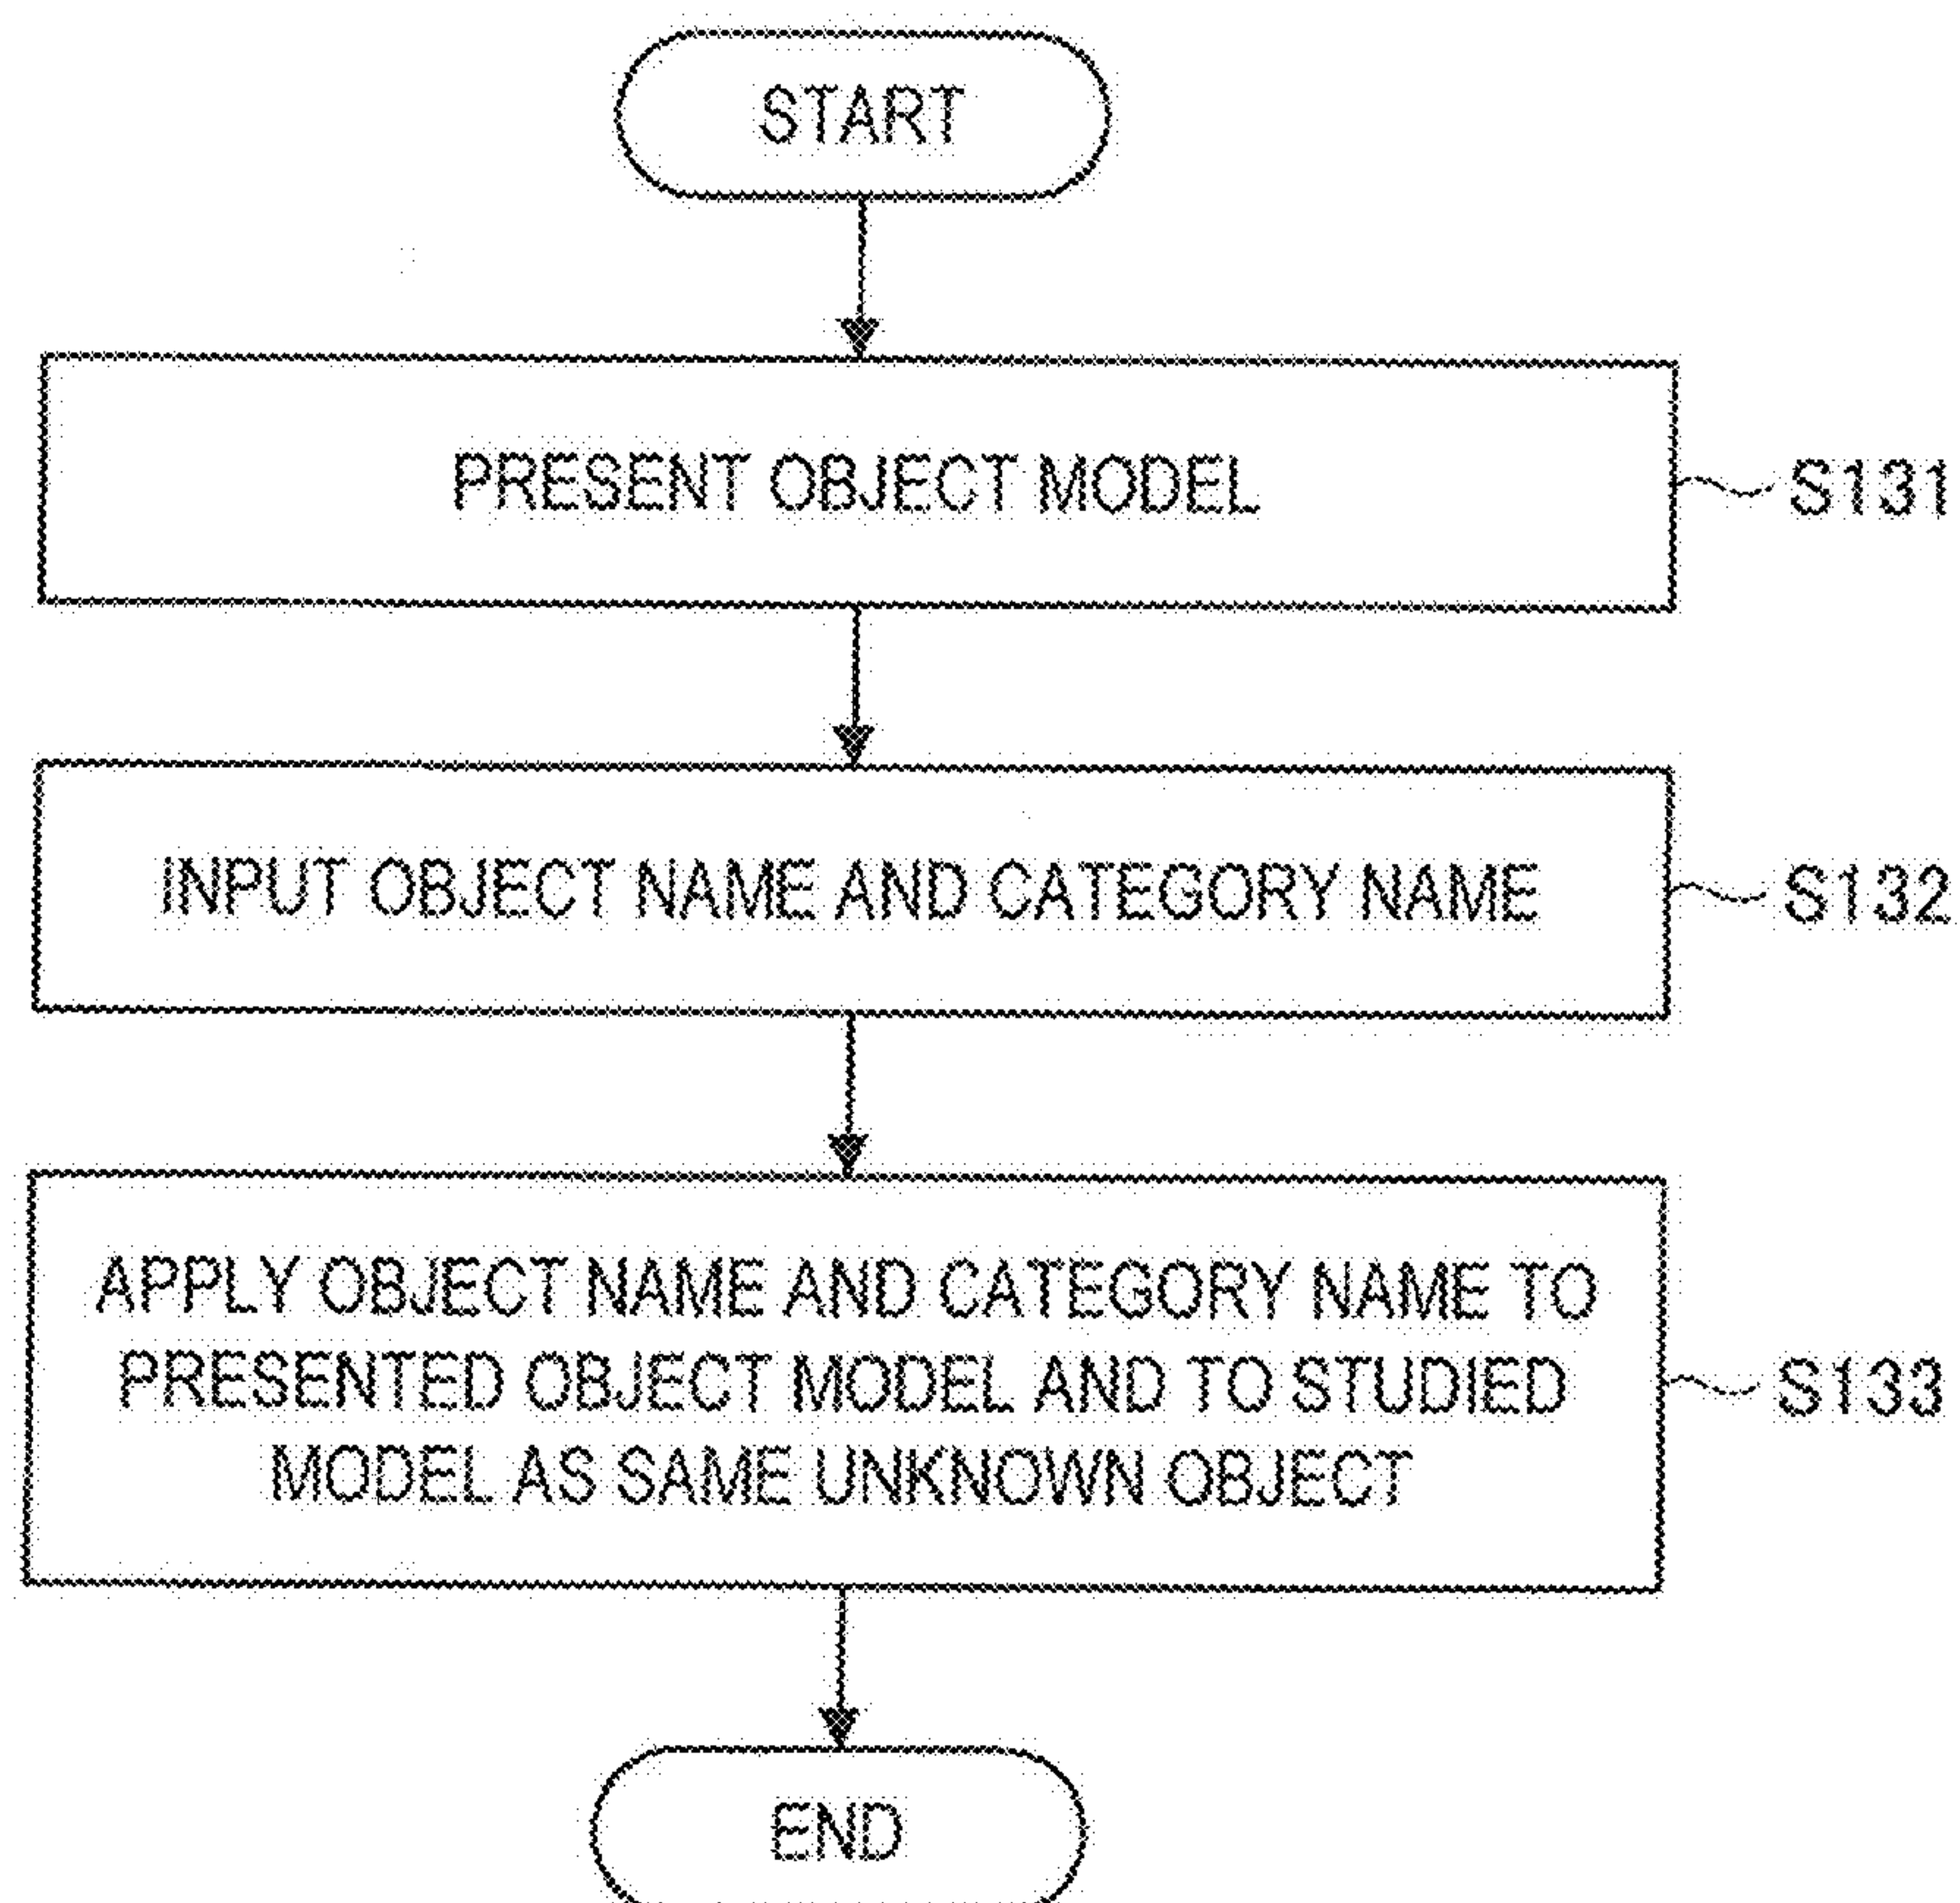 START
PRESENT OBJECT MODEL
S131
INPUT OBJECT NAME AND CATEGORY NAME
S132
APPLY OBJECT NAME AND CATEGORY NAME TO
PRESENTED OBJECT MODEL AND TO STUDIED
MODEL AS SAME UNKNOWN OBJECT
S133
END